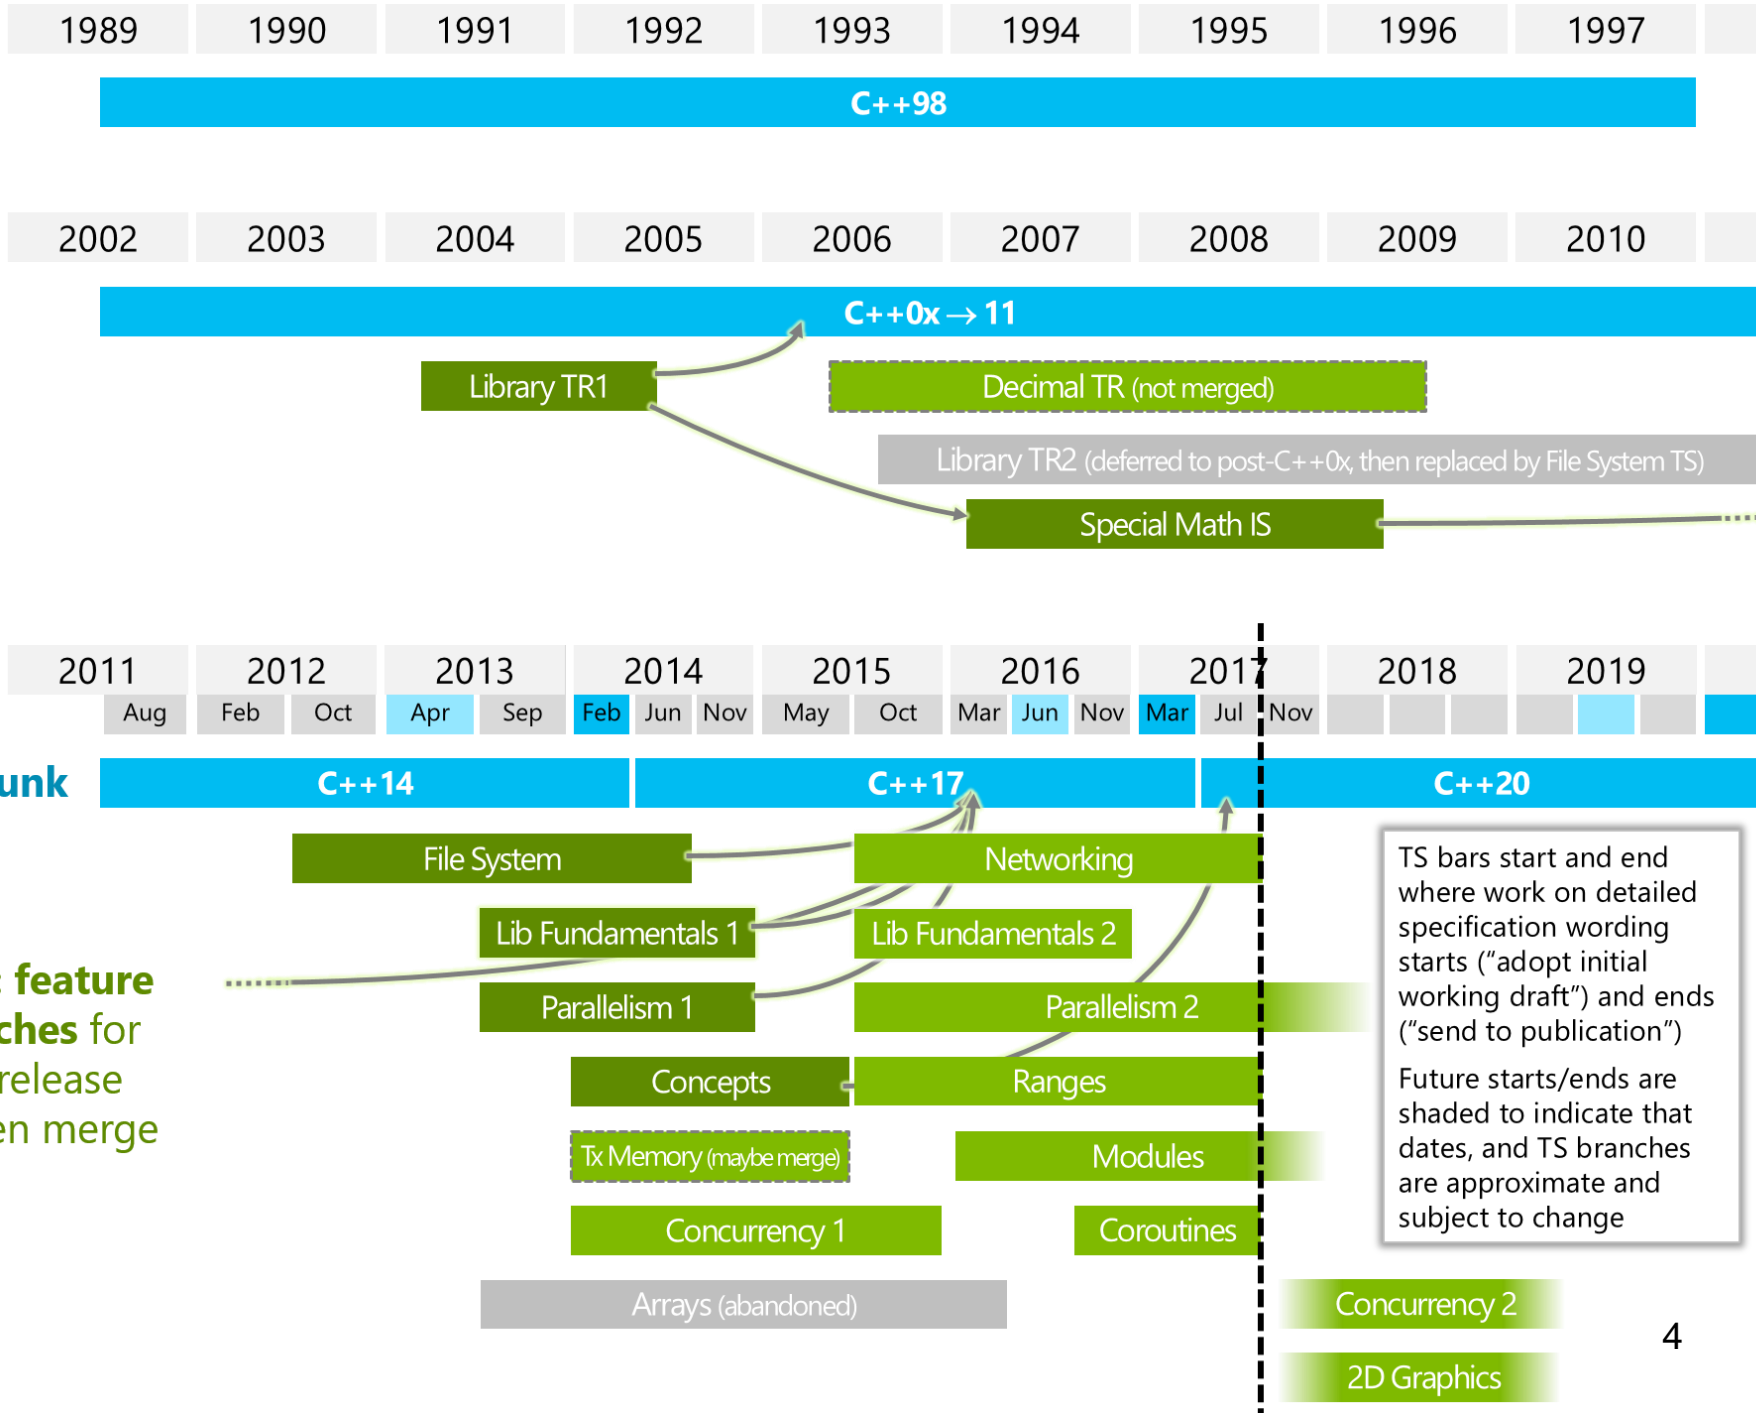 1989 1990 1991 1992 1993 1994 1995 1996 1997
C++98
2002 2003 2004 2005 2006 2007 2008 2009 2010
C++0x → 11
Library TR1
Decimal TR (not merged)
Library TR2 (deferred to post-C++0x, then replaced by File System TS)
Special Math IS
2011 2012 2013 2014 2015 2016 2017 2018 2019
Aug Feb Oct Apr Sep Feb Jun Nov May Oct Mar Jun Nov Mar Jul Nov
unk
C++14 C++17 C++20
File System
Networking
Lib Fundamentals 1
Lib Fundamentals 2
feature
ches for
release
en merge
Parallelism 1
Parallelism 2
Concepts
Ranges
Tx Memory (maybe merge)
Modules
Concurrency 1
Coroutines
Arrays (abandoned)
Concurrency 2
2D Graphics
TS bars start and end
where work on detailed
specification wording
starts (“adopt initial
working draft”) and ends
(“send to publication”)
Future starts/ends are
shaded to indicate that
dates, and TS branches
are approximate and
subject to change
4